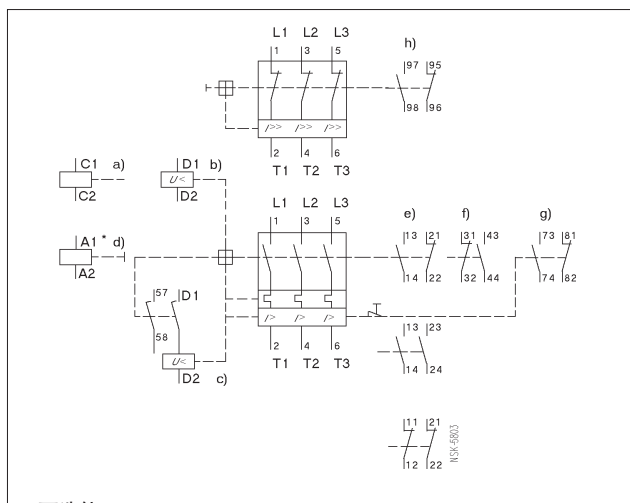 L1 L2 L3 h)
1 3 5 97 95
98 96
I>> I>> I>>
2 4 6
T1 T2 T3
C1 a) D1 b)
U<
C2 D2
L1 L2 L3
1 3 5
e) f) g)
A1 * d) 13 21 31 43 73 81
A2 14 22 32 44 74 82
57 D1
58
I> I> I>
U<
D2 c)
2 4 6
T1 T2 T3
13 23
14 24
11 21
12 22
NSK-6803